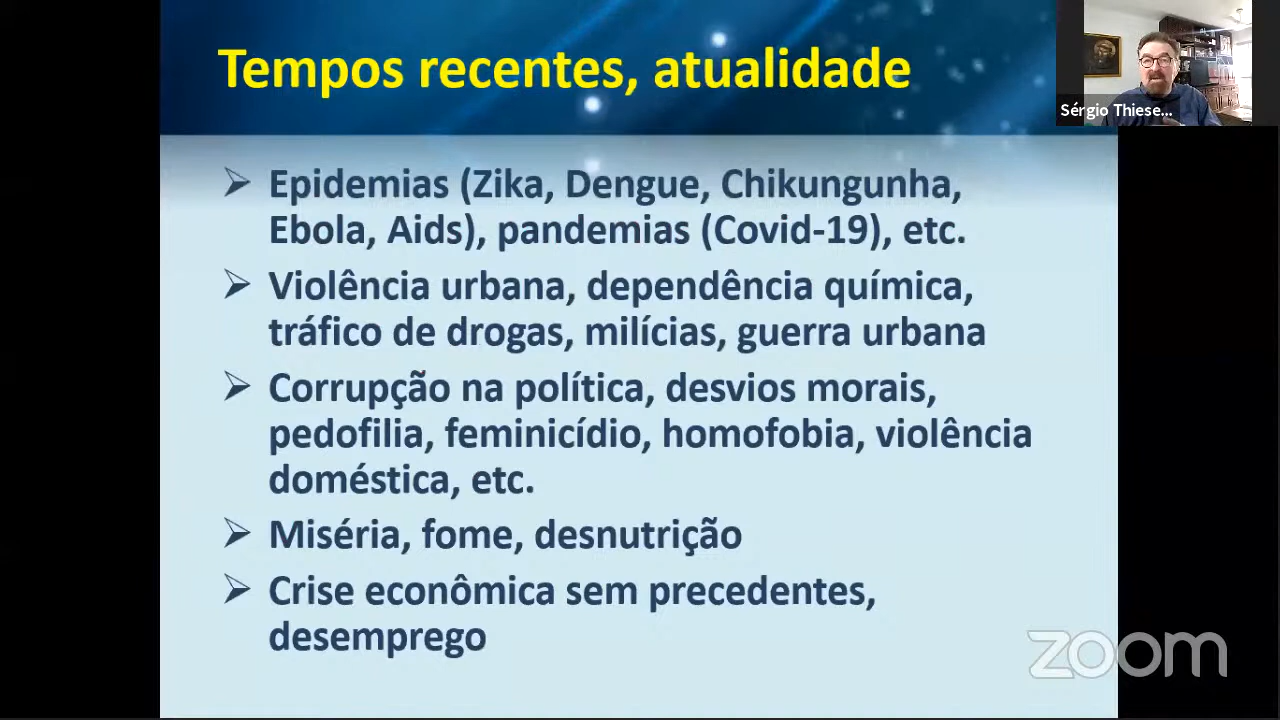 Tempos recentes, atualidade
Sérgio Thiese...
Epidemias (Zika, Dengue, Chikungunha,
Ebola, Aids), pandemias (Covid-19), etc.
Violência urbana, dependência química,
tráfico de drogas, milícias, guerra urbana
Corrupção na política, desvios morais,
pedofilia, feminicídio, homofobia, violência
doméstica, etc.
Miséria, fome, desnutrição
Crise econômica sem precedentes,
desemprego
zoom